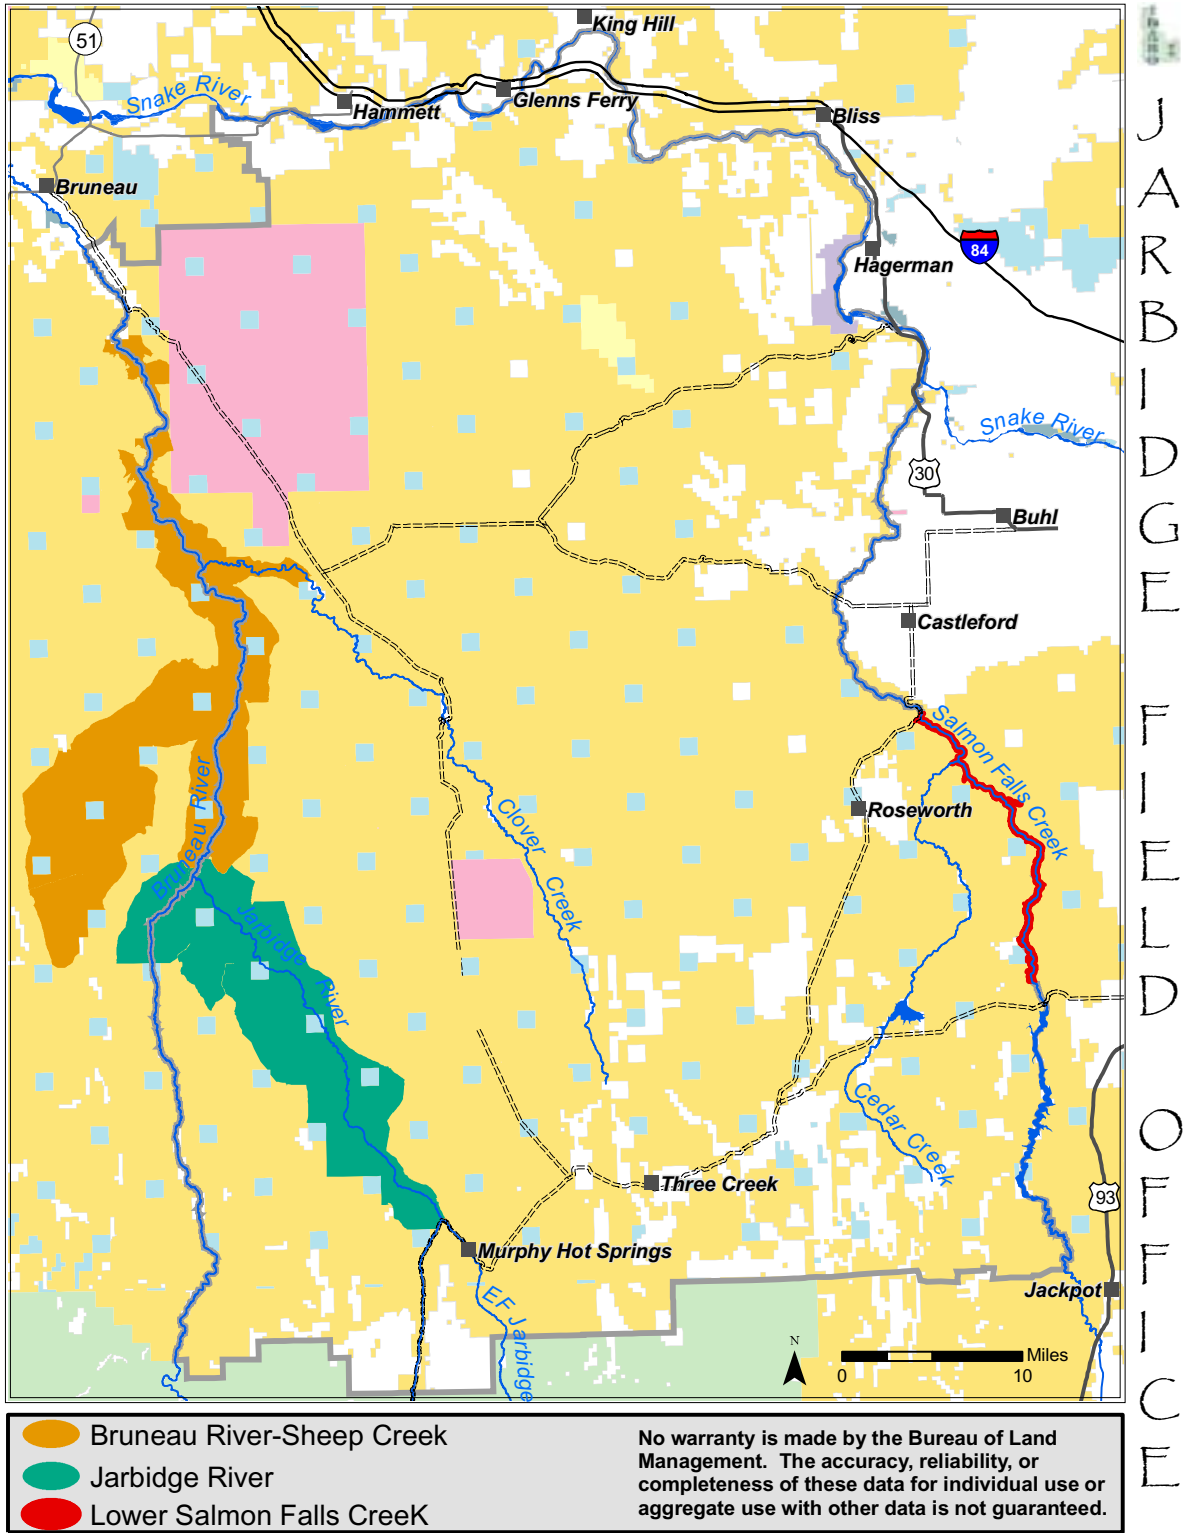 King Hill
51
Snake River
Hammett
Glenns Ferry
Bliss
Bruneau
84
Hagerman
Snake River
30
Buhl
Castleford
Salmon Falls Creek
Bruneau River
Clover Creek
Roseworth
Bruneau River
Jarbidge River
Cedar Creek
Three Creek
93
Murphy Hot Springs
EF Jarbidge
Jackpot
N
Miles
0 10
JARBIDGE FIELD OFFICE
Bruneau River-Sheep Creek
Jarbidge River
Lower Salmon Falls CreeK
No warranty is made by the Bureau of Land
Management. The accuracy, reliability, or
completeness of these data for individual use or
aggregate use with other data is not guaranteed.